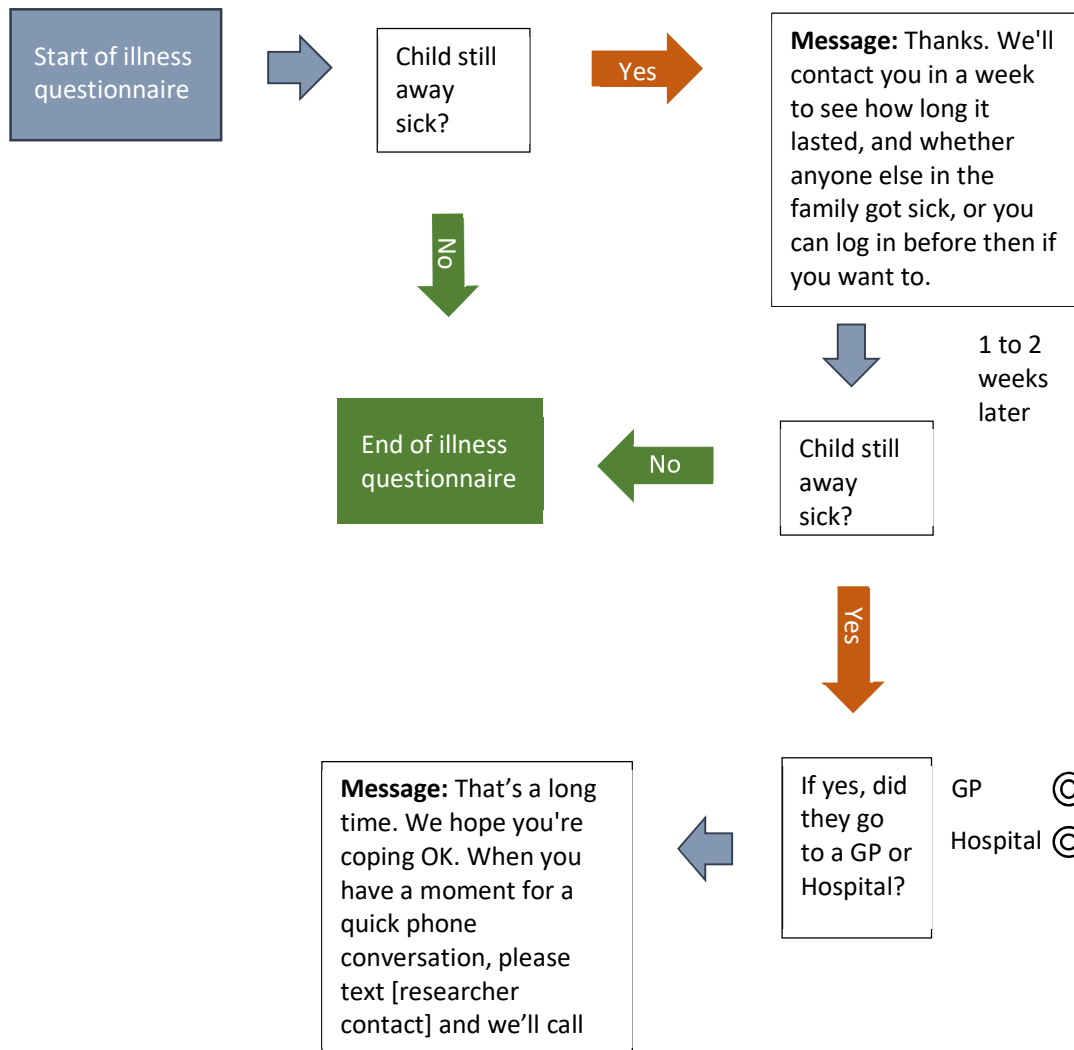 Start of illness
questionnaire
Child still
away
sick?
Yes
Message: Thanks. We'll
contact you in a week
to see how long it
lasted, and whether
anyone else in the
family got sick, or you
can log in before then if
you want to.
No
1 to 2
weeks
later
End of illness
questionnaire
No
Child still
away
sick?
Yes
If yes, did
they go
to a GP or
Hospital?
GP
Hospital
Message: That’s a long
time. We hope you're
coping OK. When you
have a moment for a
quick phone
conversation, please
text [researcher
contact] and we’ll call